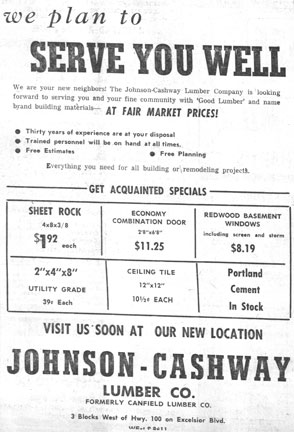 we plan to
SERVE YOU WELL
We are your new neighbors! The Johnson-Cashway Lumber Company is looking
forward to serving you and your fine community with 'Good Lumber' and name
brand building materials— AT FAIR MARKET PRICES!
● Thirty years of experience are at your disposal
● Trained personnel will be on hand at all times.
● Free Estimates ● Free Planning
Everything you need for all building or remodeling projects.
GET ACQUAINTED SPECIALS
SHEET ROCK
4x8x3/8
$1.92 each
ECONOMY
COMBINATION DOOR
2'8"x6'8"
$11.25
REDWOOD BASEMENT
WINDOWS
including screen and storm
$8.19
2"x4"x8"
UTILITY GRADE
39¢ Each
CEILING TILE
12"x12"
10½¢ EACH
Portland
Cement
In Stock
VISIT US SOON AT OUR NEW LOCATION
JOHNSON-CASHWAY
LUMBER CO.
FORMERLY CANFIELD LUMBER CO.
3 Blocks West of Hwy. 100 on Excelsior Blvd.